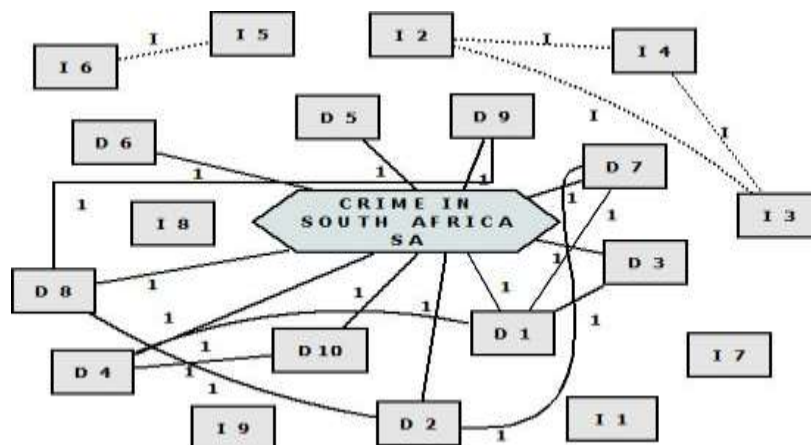 I 5
I 2
I 4
I 6
I
I
I
I
D 5
D 9
D 6
D 7
1
1
1
1
1
1
I 3
CRIME IN
SOUTH AFRICA
SA
I 8
D 3
D 8
1
1
1
1
1
1
1
D 1
1
D 10
1
I 7
D 4
1
1
D 2
I 1
I 9
1